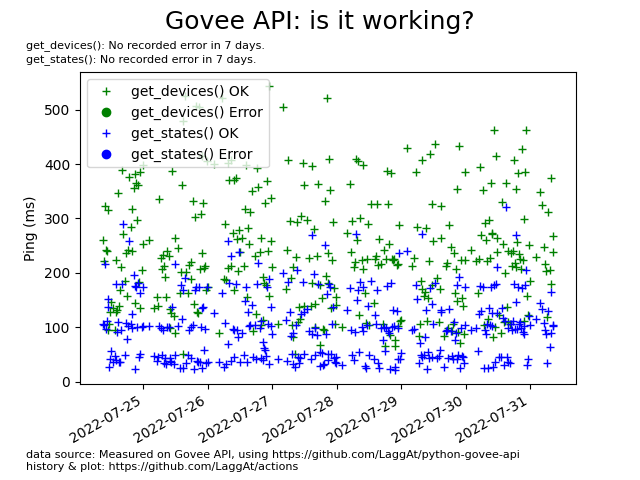 Govee API: is it working?
get_devices(): No recorded error in 7 days.
get_states(): No recorded error in 7 days.
get_devices() OK
get_devices() Error
get_states() OK
get_states() Error
500
400
300
200
100
0
Ping (ms)
2022-07-25
2022-07-26
2022-07-27
2022-07-28
2022-07-29
2022-07-30
2022-07-31
data source: Measured on Govee API, using https://github.com/LaggAt/python-govee-api
history & plot: https://github.com/LaggAt/actions